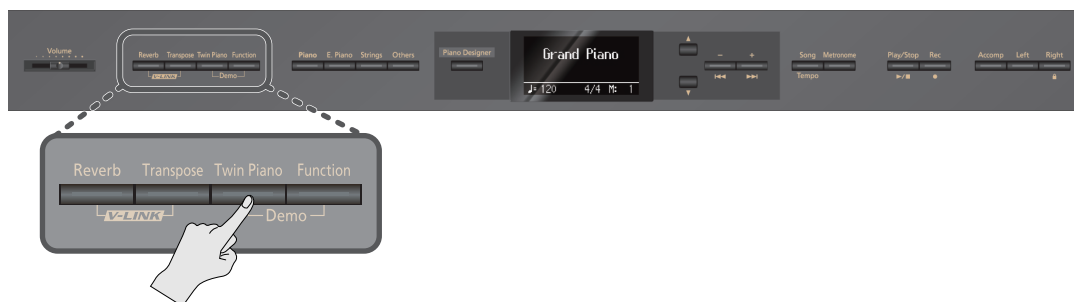 Volume
Reverb Transpose Twin Piano Function
V-LINK Demo
Piano E. Piano Strings Others
Piano Designer
Grand Piano
♩= 120 4/4 M: 1
− +
Song Metronome
Tempo
Play/Stop Rec
Accomp Left Right
Reverb Transpose Twin Piano Function
V-LINK Demo